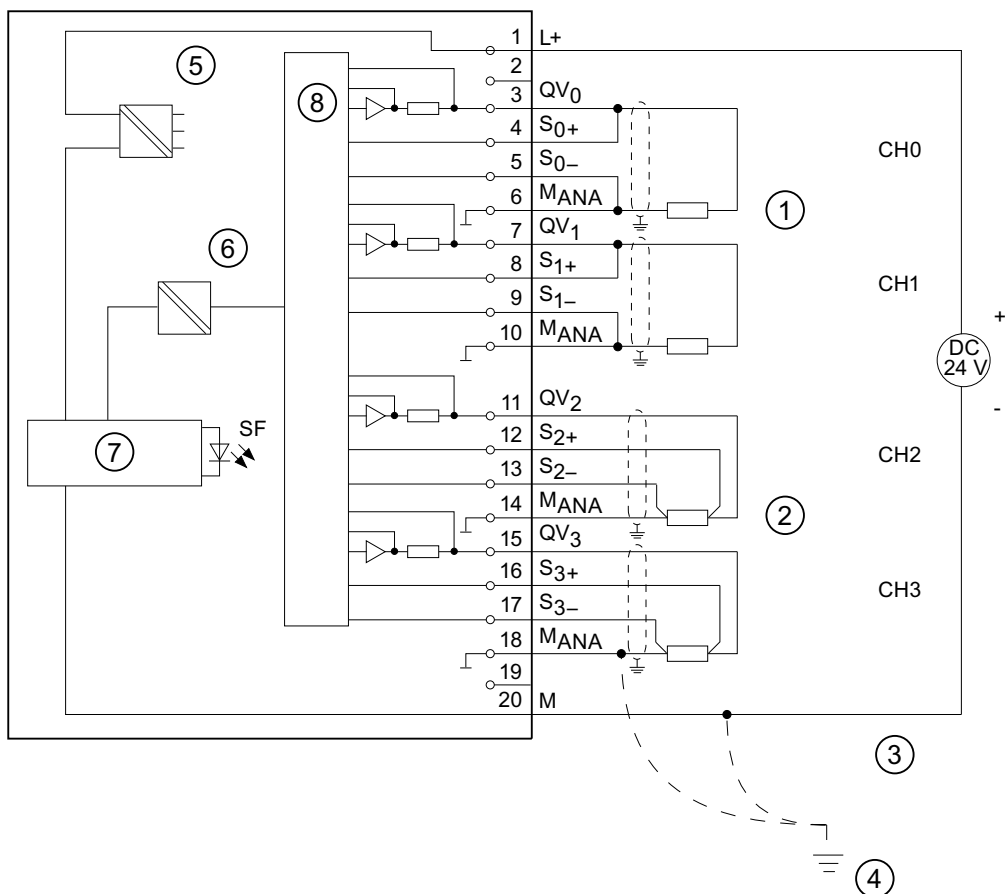 1 L+
2
3 QV0
4 S0+
5 S0–
6 MANA
7 QV1
8 S1+
9 S1–
10 MANA
11 QV2
12 S2+
13 S2–
14 MANA
15 QV3
16 S3+
17 S3–
18 MANA
19
20 M
5
8
6
7
SF
CH0
1
CH1
+
DC
24 V
-
CH2
2
CH3
3
4